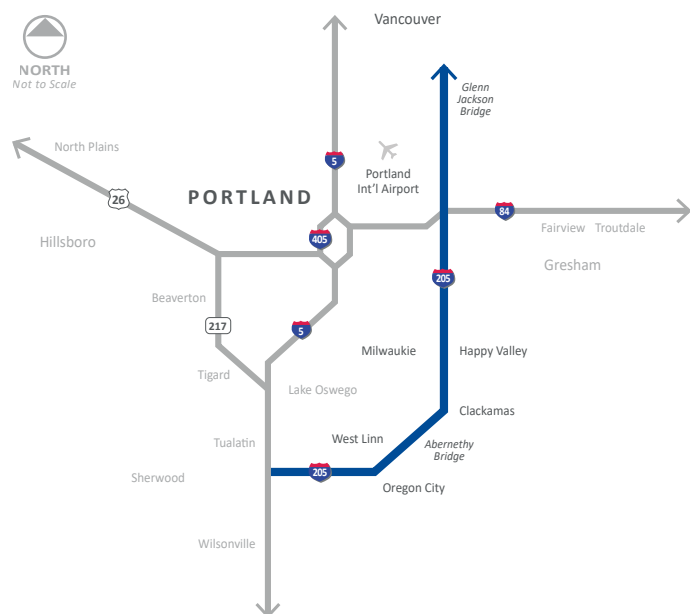 Vancouver
NORTH
Not to Scale
Glenn
Jackson
Bridge
North Plains
5
Portland
Int'l Airport
26
PORTLAND
84
405
Fairview Troutdale
Hillsboro
Gresham
205
Beaverton
217
5
Milwaukie
Happy Valley
Tigard
Lake Oswego
Clackamas
West Linn
Abernethy
Bridge
Tualatin
Sherwood
205
Oregon City
Wilsonville